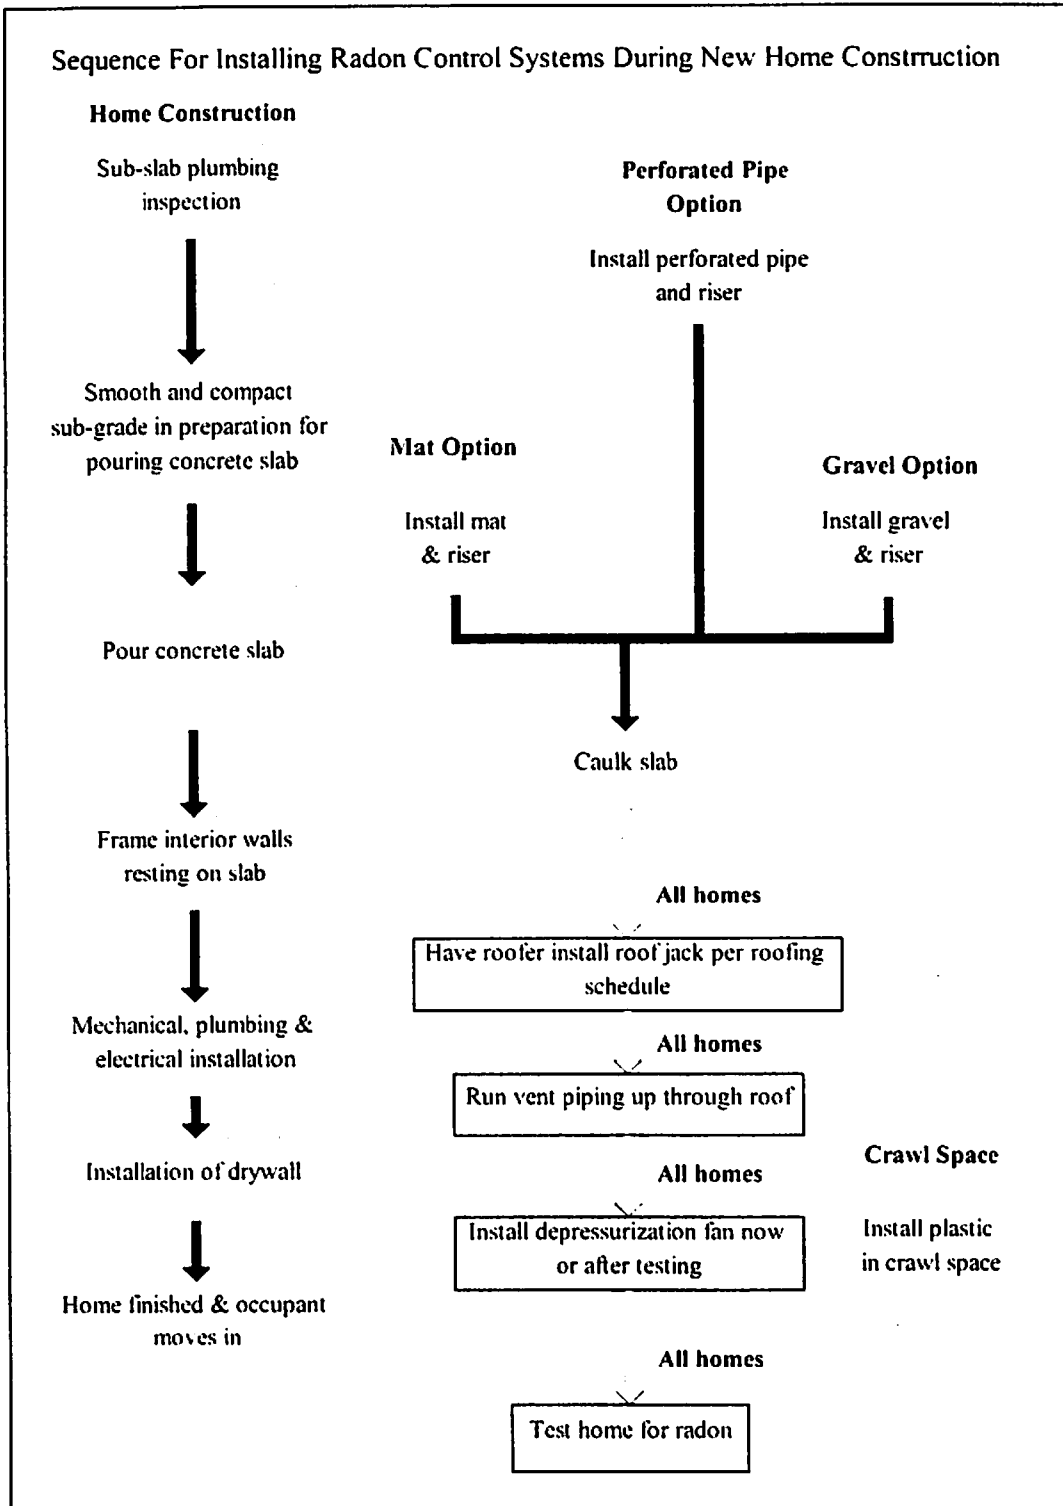 Sequence For Installing Radon Control Systems During New Home Constrruction
Home Construction
Sub-slab plumbing
inspection
Smooth and compact
sub-grade in preparation for
pouring concrete slab
Pour concrete slab
Frame interior walls
resting on slab
Mechanical, plumbing &
electrical installation
Installation of drywall
Home finished & occupant
moves in
Perforated Pipe
Option
Install perforated pipe
and riser
Mat Option
Install mat
& riser
Gravel Option
Install gravel
& riser
Caulk slab
All homes
Have roofer install roof jack per roofing
schedule
All homes
Run vent piping up through roof
All homes
Install depressurization fan now
or after testing
Crawl Space
Install plastic
in crawl space
All homes
Test home for radon